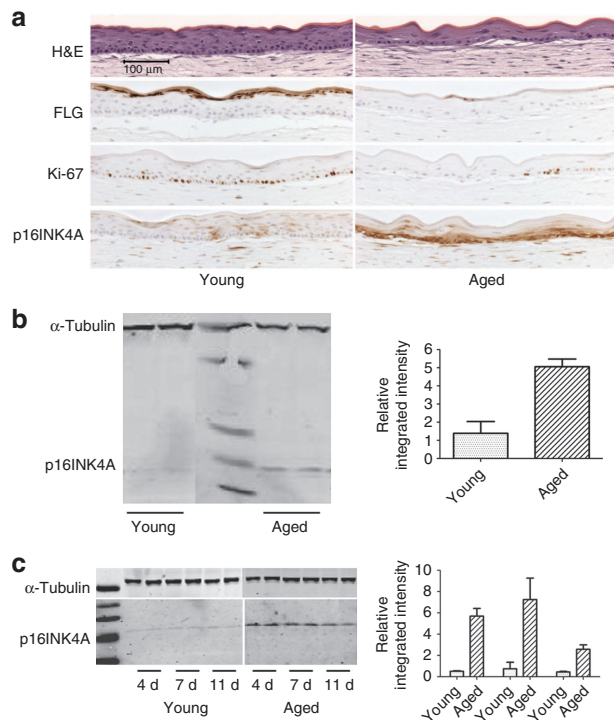 a
H&E
100 μm
FLG
Ki-67
p16INK4A
Young Aged
b
α-Tubulin
p16INK4A
Young Aged
Relative
integrated intensity
6
5
4
3
2
1
0
Young Aged
c
α-Tubulin
p16INK4A
4 d 7 d 11 d 4 d 7 d 11 d
Young Aged
Relative
integrated intensity
10
8
6
4
2
0
Young Aged Young Aged Young Aged